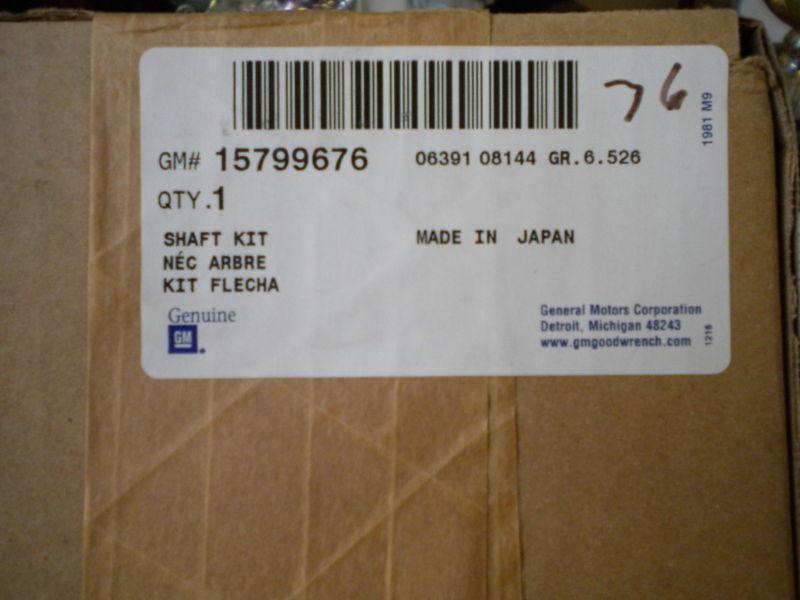 76
1981 M9
GM# 15799676 06391 08144 GR.6.526
QTY.1
SHAFT KIT MADE IN JAPAN
NÉC ARBRE
KIT FLECHA
Genuine
GM
General Motors Corporation
Detroit, Michigan 48243
www.gmgoodwrench.com
1216